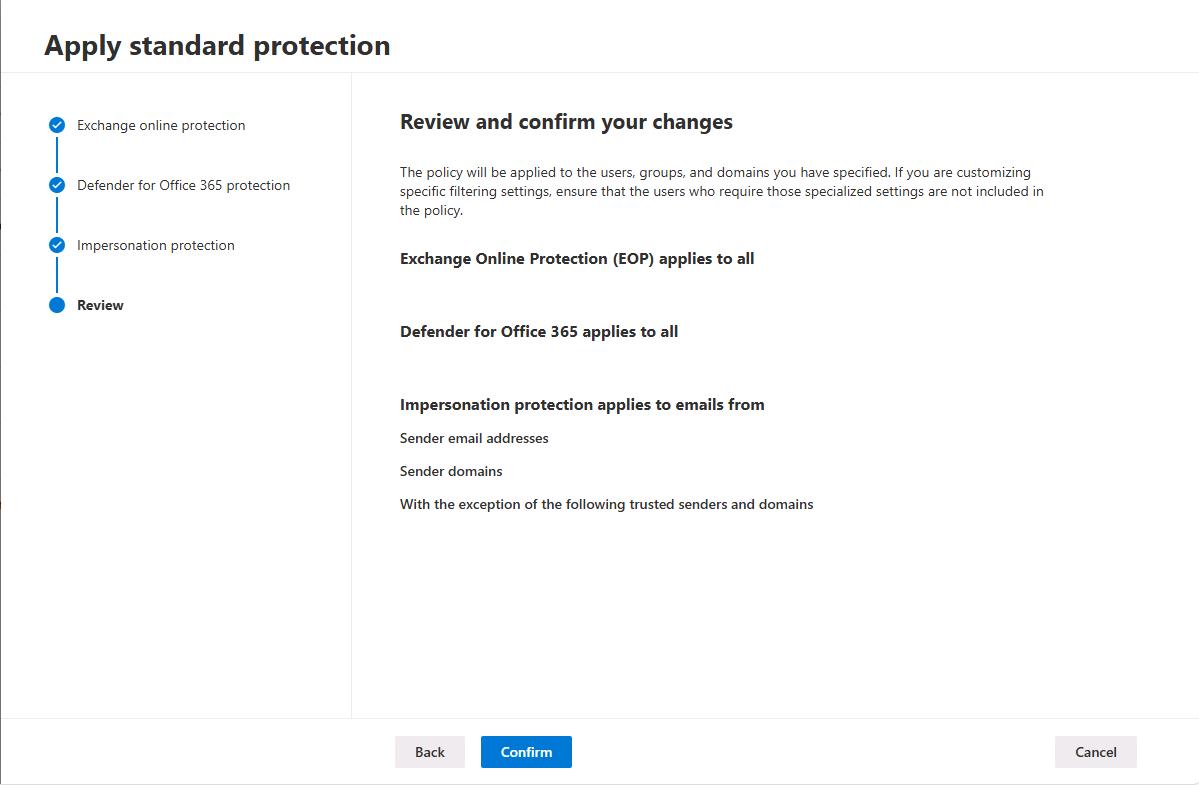 Apply standard protection
Exchange online protection
Defender for Office 365 protection
Impersonation protection
Review
Review and confirm your changes
The policy will be applied to the users, groups, and domains you have specified. If you are customizing
specific filtering settings, ensure that the users who require those specialized settings are not included in
the policy.
Exchange Online Protection (EOP) applies to all
Defender for Office 365 applies to all
Impersonation protection applies to emails from
Sender email addresses
Sender domains
With the exception of the following trusted senders and domains
Back
Confirm
Cancel